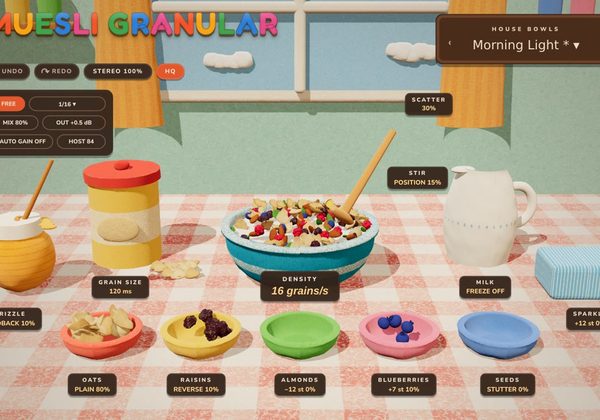 MUESLI GRANULAR
HOUSE BOWLS
‹ Morning Light * ▾
UNDO
REDO
STEREO 100%
HQ
FREE
1/16 ▾
MIX 80%
OUT +0.5 dB
AUTO GAIN OFF
HOST 84
SCATTER
30%
STIR
POSITION 15%
GRAIN SIZE
120 ms
DENSITY
16 grains/s
MILK
FREEZE OFF
10%
+12 st
OATS
PLAIN 80%
RAISINS
REVERSE 10%
ALMONDS
−12 st 0%
BLUEBERRIES
+7 st 10%
SEEDS
STUTTER 0%